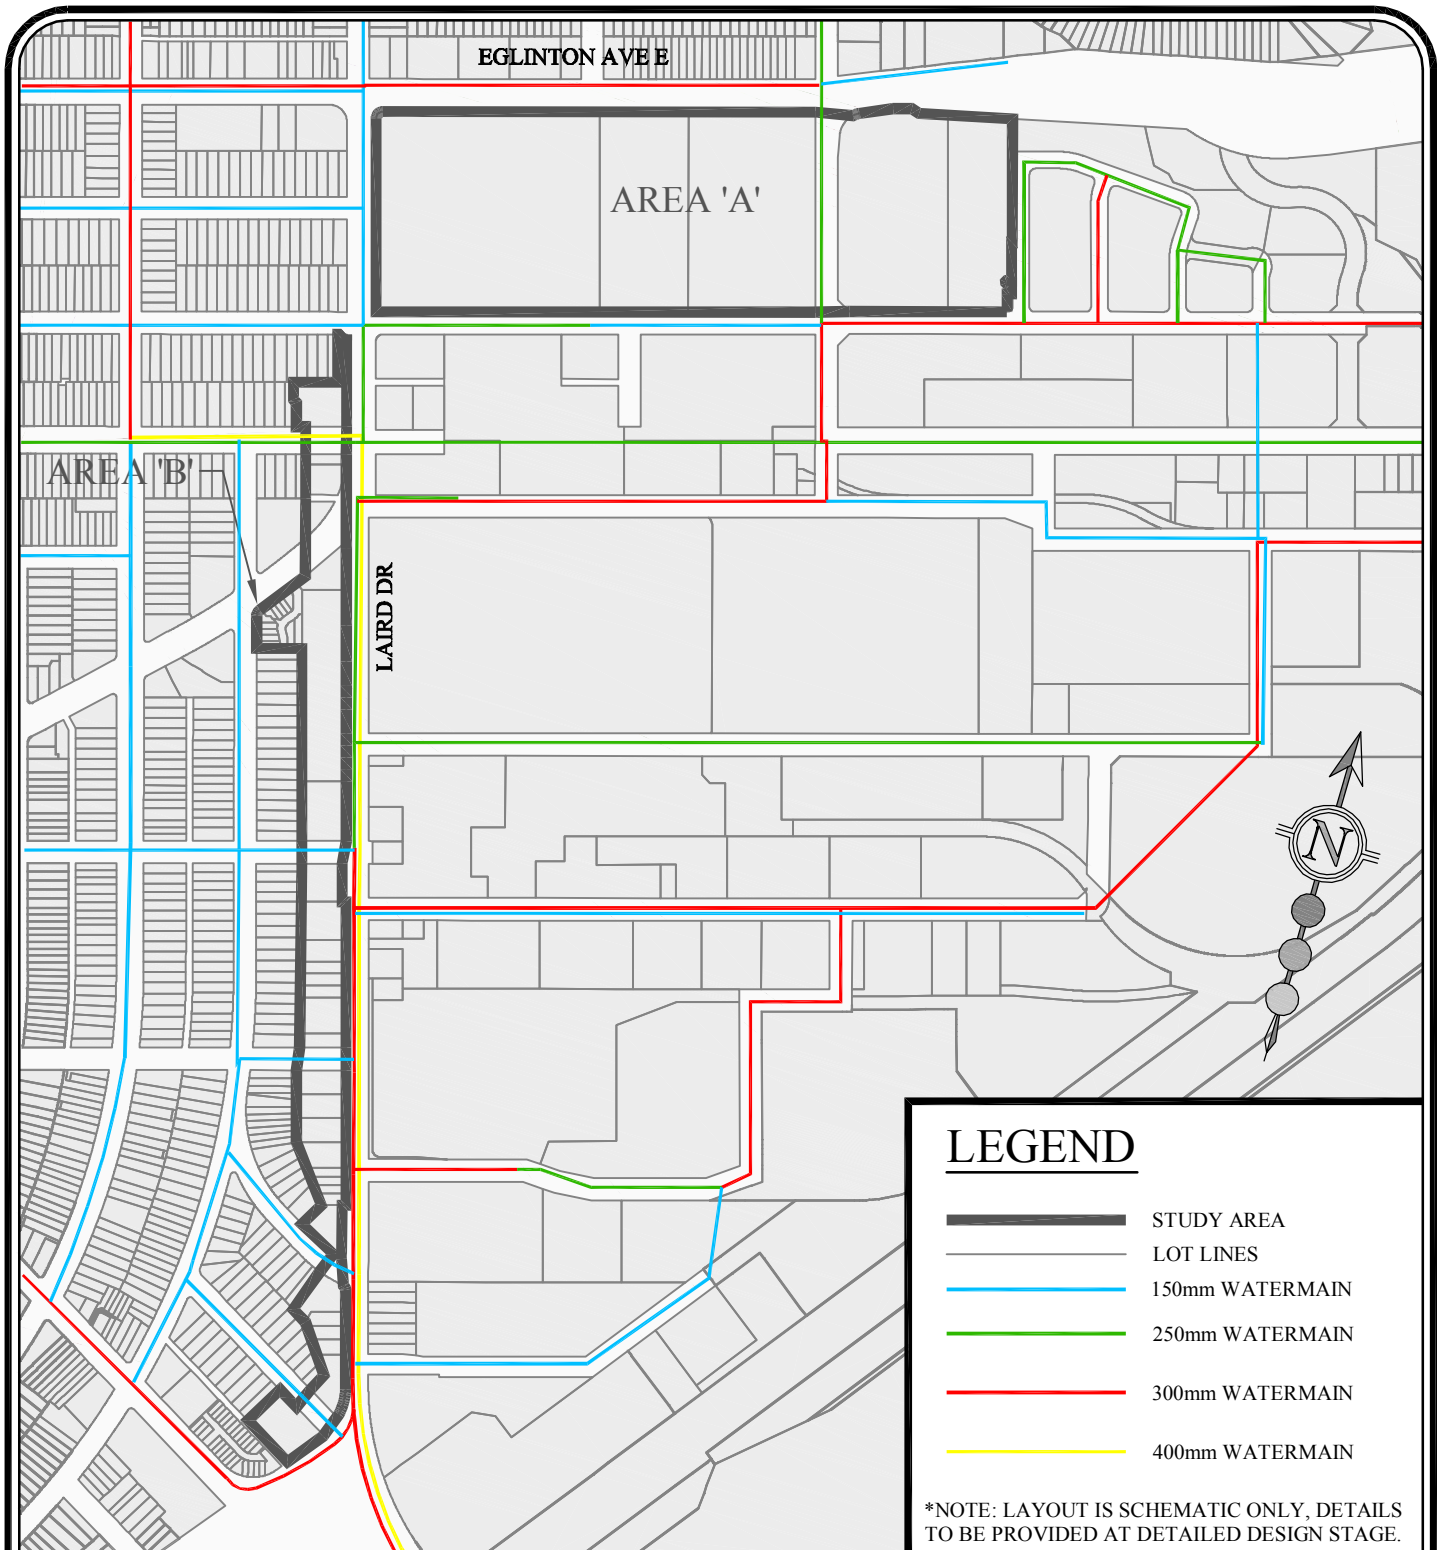 EGLINTON AVE E
AREA 'A'
AREA 'B'
LAIRD DR
N
LEGEND
STUDY AREA
LOT LINES
150mm WATERMAIN
250mm WATERMAIN
300mm WATERMAIN
400mm WATERMAIN
*NOTE: LAYOUT IS SCHEMATIC ONLY, DETAILS
TO BE PROVIDED AT DETAILED DESIGN STAGE.